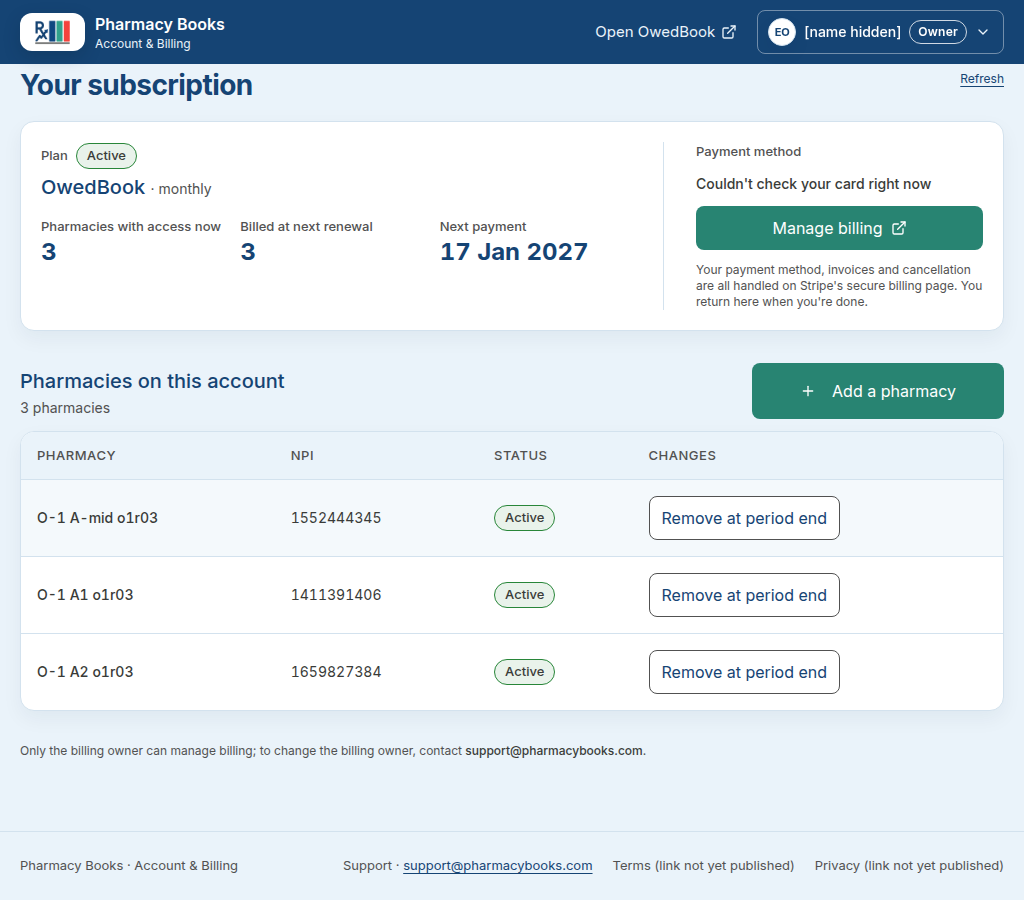 Rx
Pharmacy Books
Account & Billing
Open OwedBook
EO
[name hidden]
Owner
Your subscription
Refresh
Plan
Active
OwedBook · monthly
Pharmacies with access now
3
Billed at next renewal
3
Next payment
17 Jan 2027
Payment method
Couldn't check your card right now
Manage billing
Your payment method, invoices and cancellation
are all handled on Stripe's secure billing page. You
return here when you're done.
Pharmacies on this account
3 pharmacies
+ Add a pharmacy
PHARMACY NPI STATUS CHANGES
O-1 A-mid o1r03 1552444345 Active Remove at period end
O-1 A1 o1r03 1411391406 Active Remove at period end
O-1 A2 o1r03 1659827384 Active Remove at period end
Only the billing owner can manage billing; to change the billing owner, contact support@pharmacybooks.com.
Pharmacy Books · Account & Billing
Support · support@pharmacybooks.com
Terms (link not yet published)
Privacy (link not yet published)